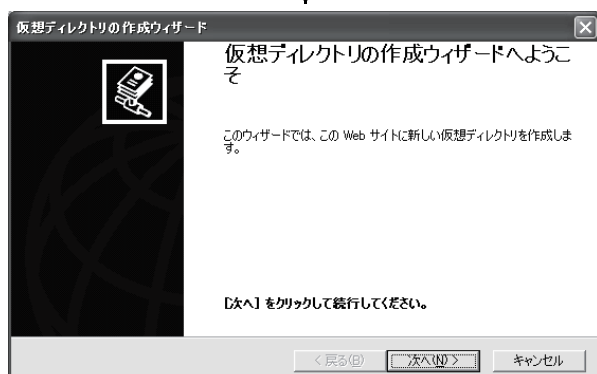 仮想ディレクトリの作成ウィザード
仮想ディレクトリの作成ウィザードへようこ
そ
このウィザードでは、この Web サイトに新しい仮想ディレクトリを作成しま
す。
[次へ] をクリックして続行してください。
< 戻る(B) 次へ(N) > キャンセル